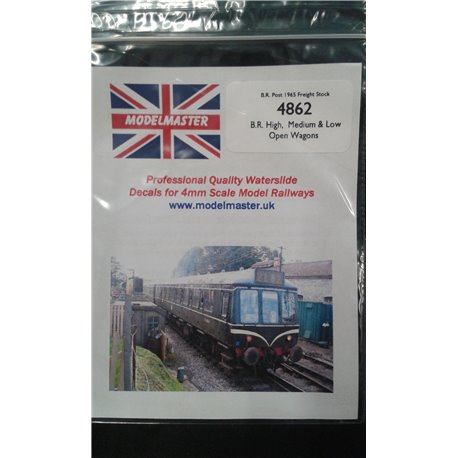 MODELMASTER
B.R. Post 1965 Freight Stock
4862
B.R. High, Medium & Low
Open Wagons
Professional Quality Waterslide
Decals for 4mm Scale Model Railways
www.modelmaster.uk